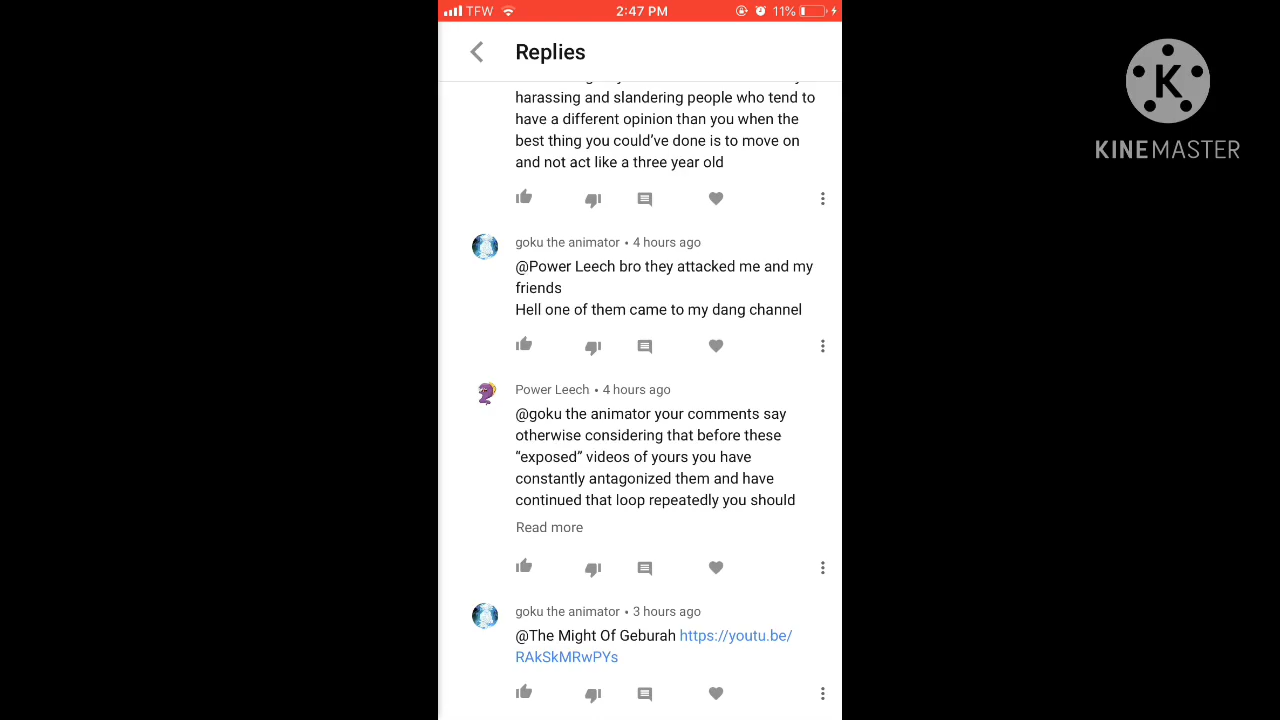 TFW 2:47 PM 11%
Replies
harassing and slandering people who tend to
have a different opinion than you when the
best thing you could've done is to move on
and not act like a three year old
goku the animator • 4 hours ago
@Power Leech bro they attacked me and my
friends
Hell one of them came to my dang channel
Power Leech • 4 hours ago
@goku the animator your comments say
otherwise considering that before these
“exposed” videos of yours you have
constantly antagonized them and have
continued that loop repeatedly you should
Read more
goku the animator • 3 hours ago
@The Might Of Geburah https://youtu.be/
RAkSkMRwPYs
K
KINEMASTER